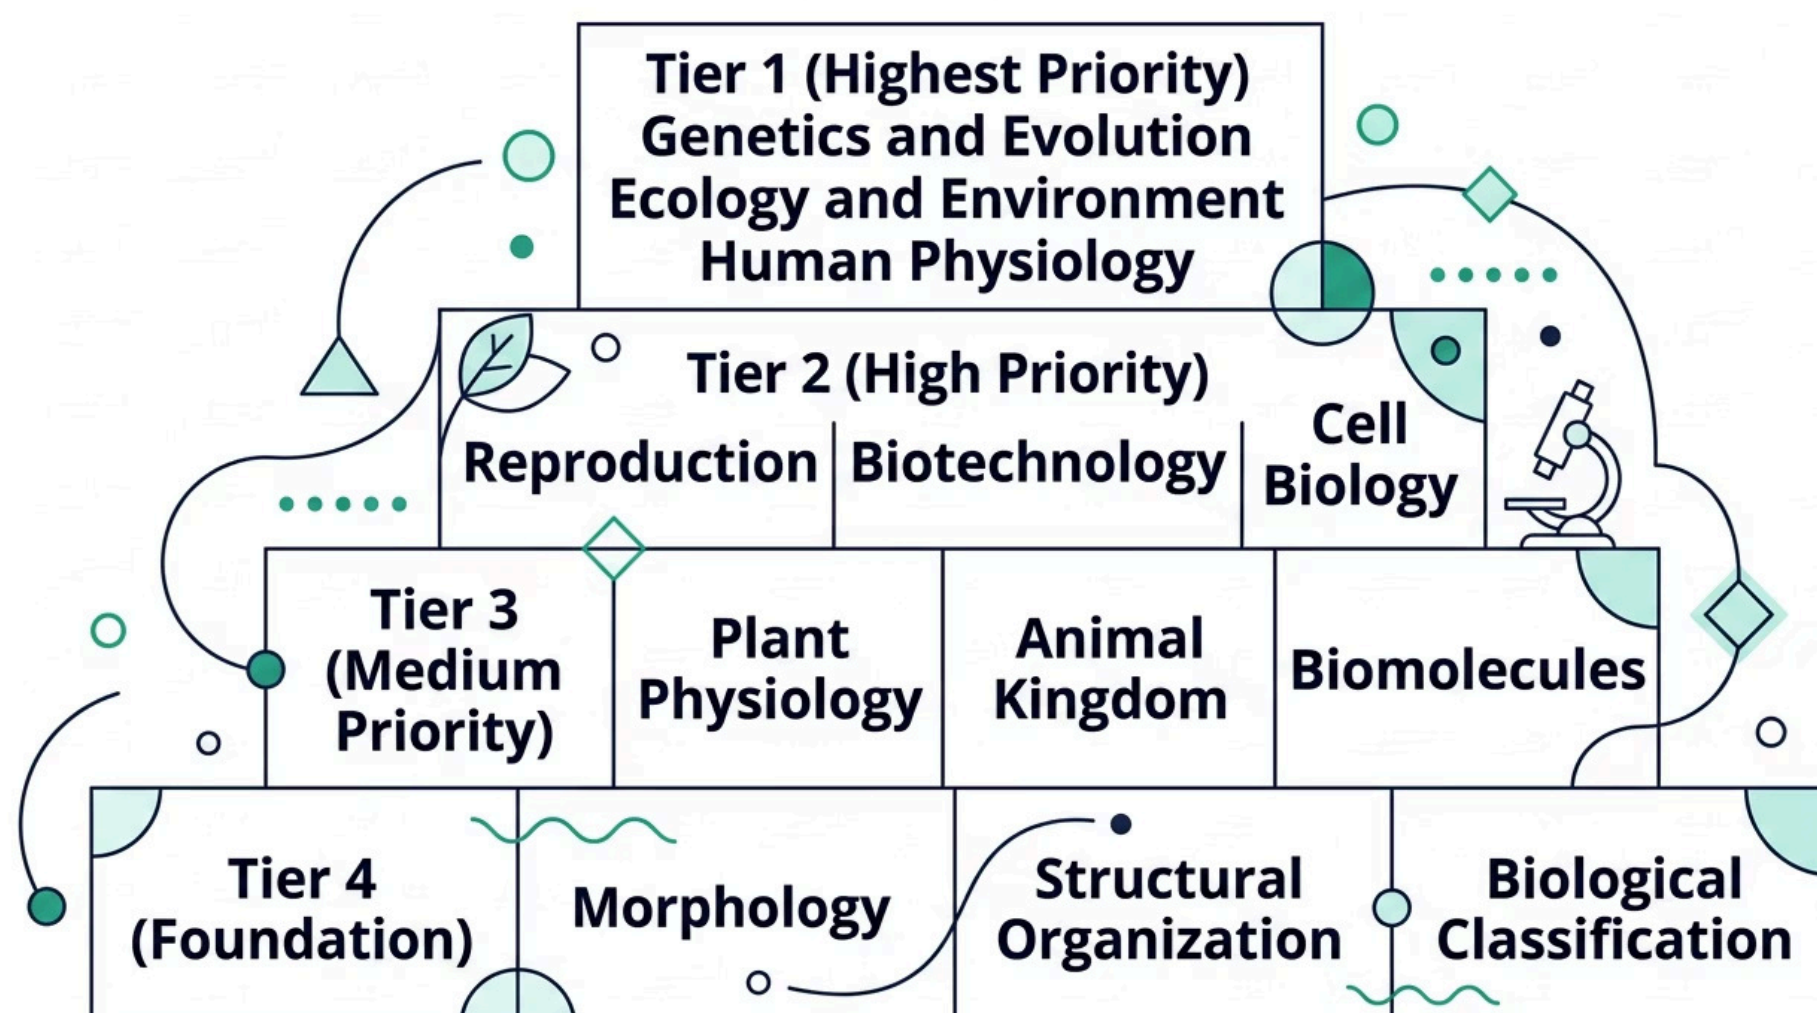 Tier 1 (Highest Priority)
Genetics and Evolution
Ecology and Environment
Human Physiology
Tier 2 (High Priority)
Reproduction
Biotechnology
Cell
Biology
Tier 3
(Medium
Priority)
Plant
Physiology
Animal
Kingdom
Biomolecules
Tier 4
(Foundation)
Morphology
Structural
Organization
Biological
Classification